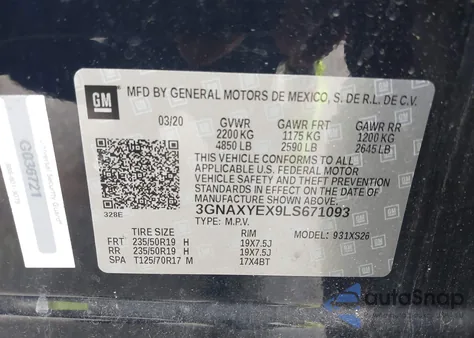 GM
MFD BY GENERAL MOTORS DE MEXICO, S. DE R.L. DE C.V.
03/20 GVWR GAWR FRT GAWR RR
2200 KG 1175 KG 1200 KG
4850 LB 2590 LB 2645 LB
THIS VEHICLE CONFORMS TO ALL APPLICABLE
U.S. FEDERAL MOTOR VEHICLE SAFETY AND THEFT
PREVENTION STANDARDS IN EFFECT ON THE
DATE OF MANUFACTURE SHOWN ABOVE.
3GNAXYEX9LS671093
328E
TYPE: M.P.V. 931XS26
TIRE SIZE SPEED RTG RIM
FRT 235/50R19 H 19X7.5J
RR 235/50R19 H 19X7.5J
SPA T125/70R17 M 17X4BT
G036721
autoSnap